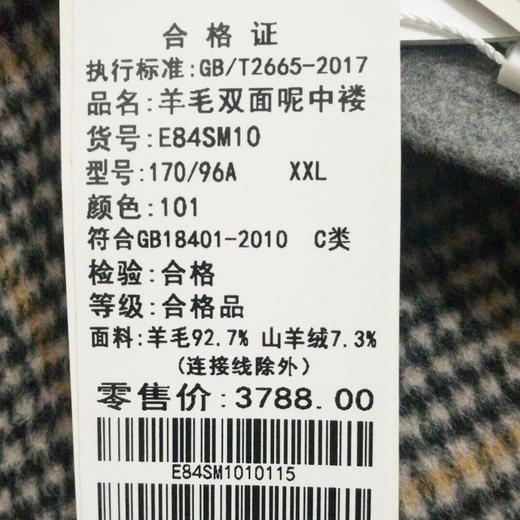 合格证
执行标准:GB/T2665-2017
品名:羊毛双面呢中褛
货号:E84SM10
型号:170/96A XXL
颜色:101
符合GB18401-2010 C类
检验:合格
等级:合格品
面料:羊毛92.7% 山羊绒7.3%
(连接线除外)
零售价:3788.00
E84SM1010115